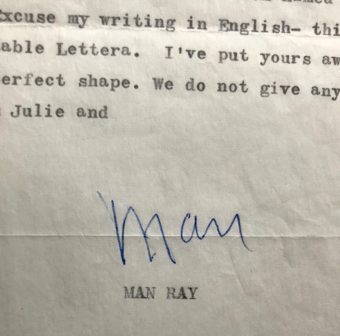 Excuse my writing in English- thi
able Lettera. I've put yours aw
erfect shape. We do not give any
Julie and
Man
MAN RAY